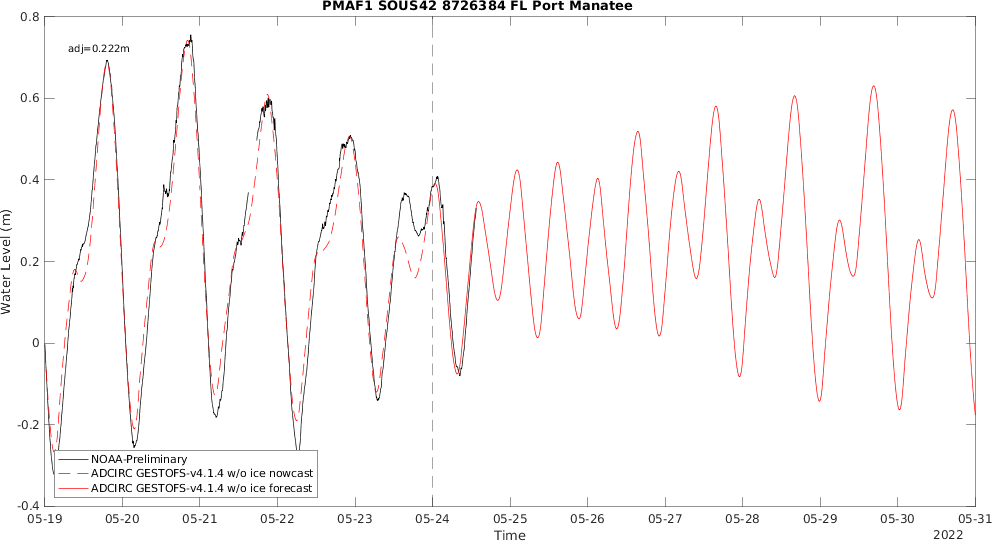 PMAF1 SOUS42 8726384 FL Port Manatee
adj=0.222m
0.8
0.6
0.4
0.2
0
-0.2
-0.4
Water Level (m)
NOAA-Preliminary
ADCIRC GESTOFS-v4.1.4 w/o ice nowcast
ADCIRC GESTOFS-v4.1.4 w/o ice forecast
05-19 05-20 05-21 05-22 05-23 05-24 05-25 05-26 05-27 05-28 05-29 05-30 05-31
Time
2022